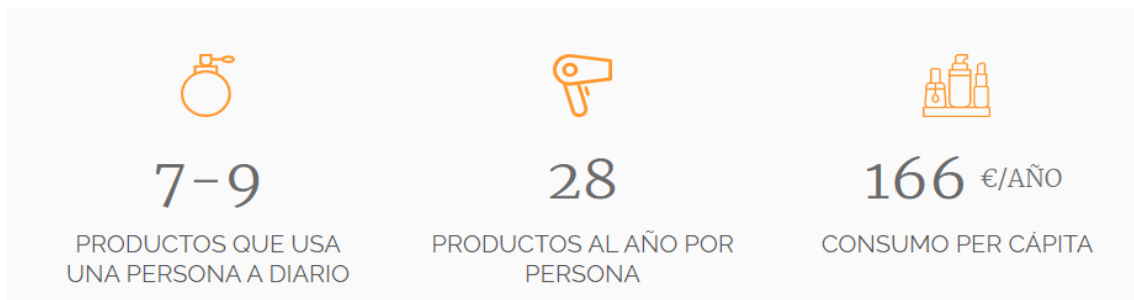 7-9
PRODUCTOS QUE USA
UNA PERSONA A DIARIO
28
PRODUCTOS AL AÑO POR
PERSONA
166 €/AÑO
CONSUMO PER CÁPITA